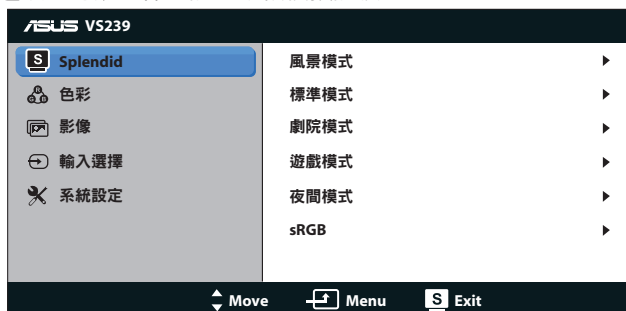 ASUS VS239
S Splendid
色彩
影像
輸入選擇
系統設定
風景模式
標準模式
劇院模式
遊戲模式
夜間模式
sRGB
Move Menu S Exit